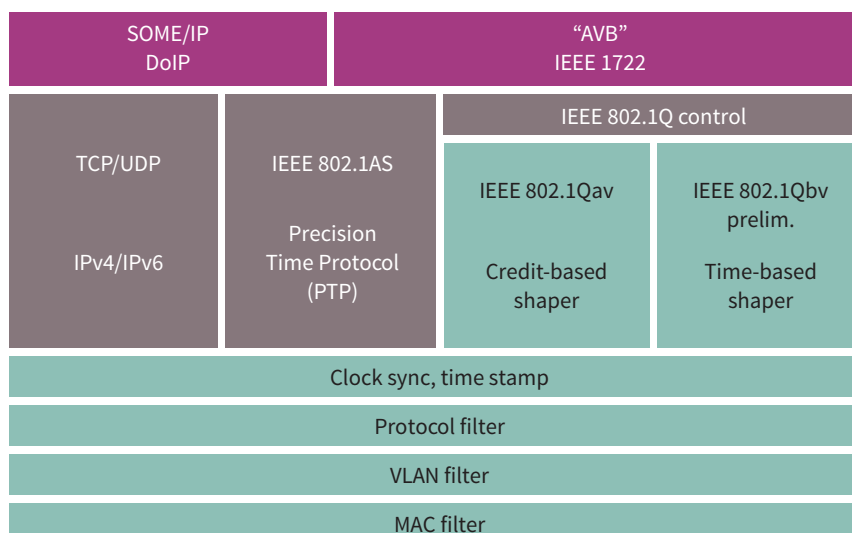 SOME/IP
DoIP
“AVB”
IEEE 1722
TCP/UDP
IPv4/IPv6
IEEE 802.1AS
Precision
Time Protocol
(PTP)
IEEE 802.1Q control
IEEE 802.1Qav
Credit-based
shaper
IEEE 802.1Qbv
prelim.
Time-based
shaper
Clock sync, time stamp
Protocol filter
VLAN filter
MAC filter